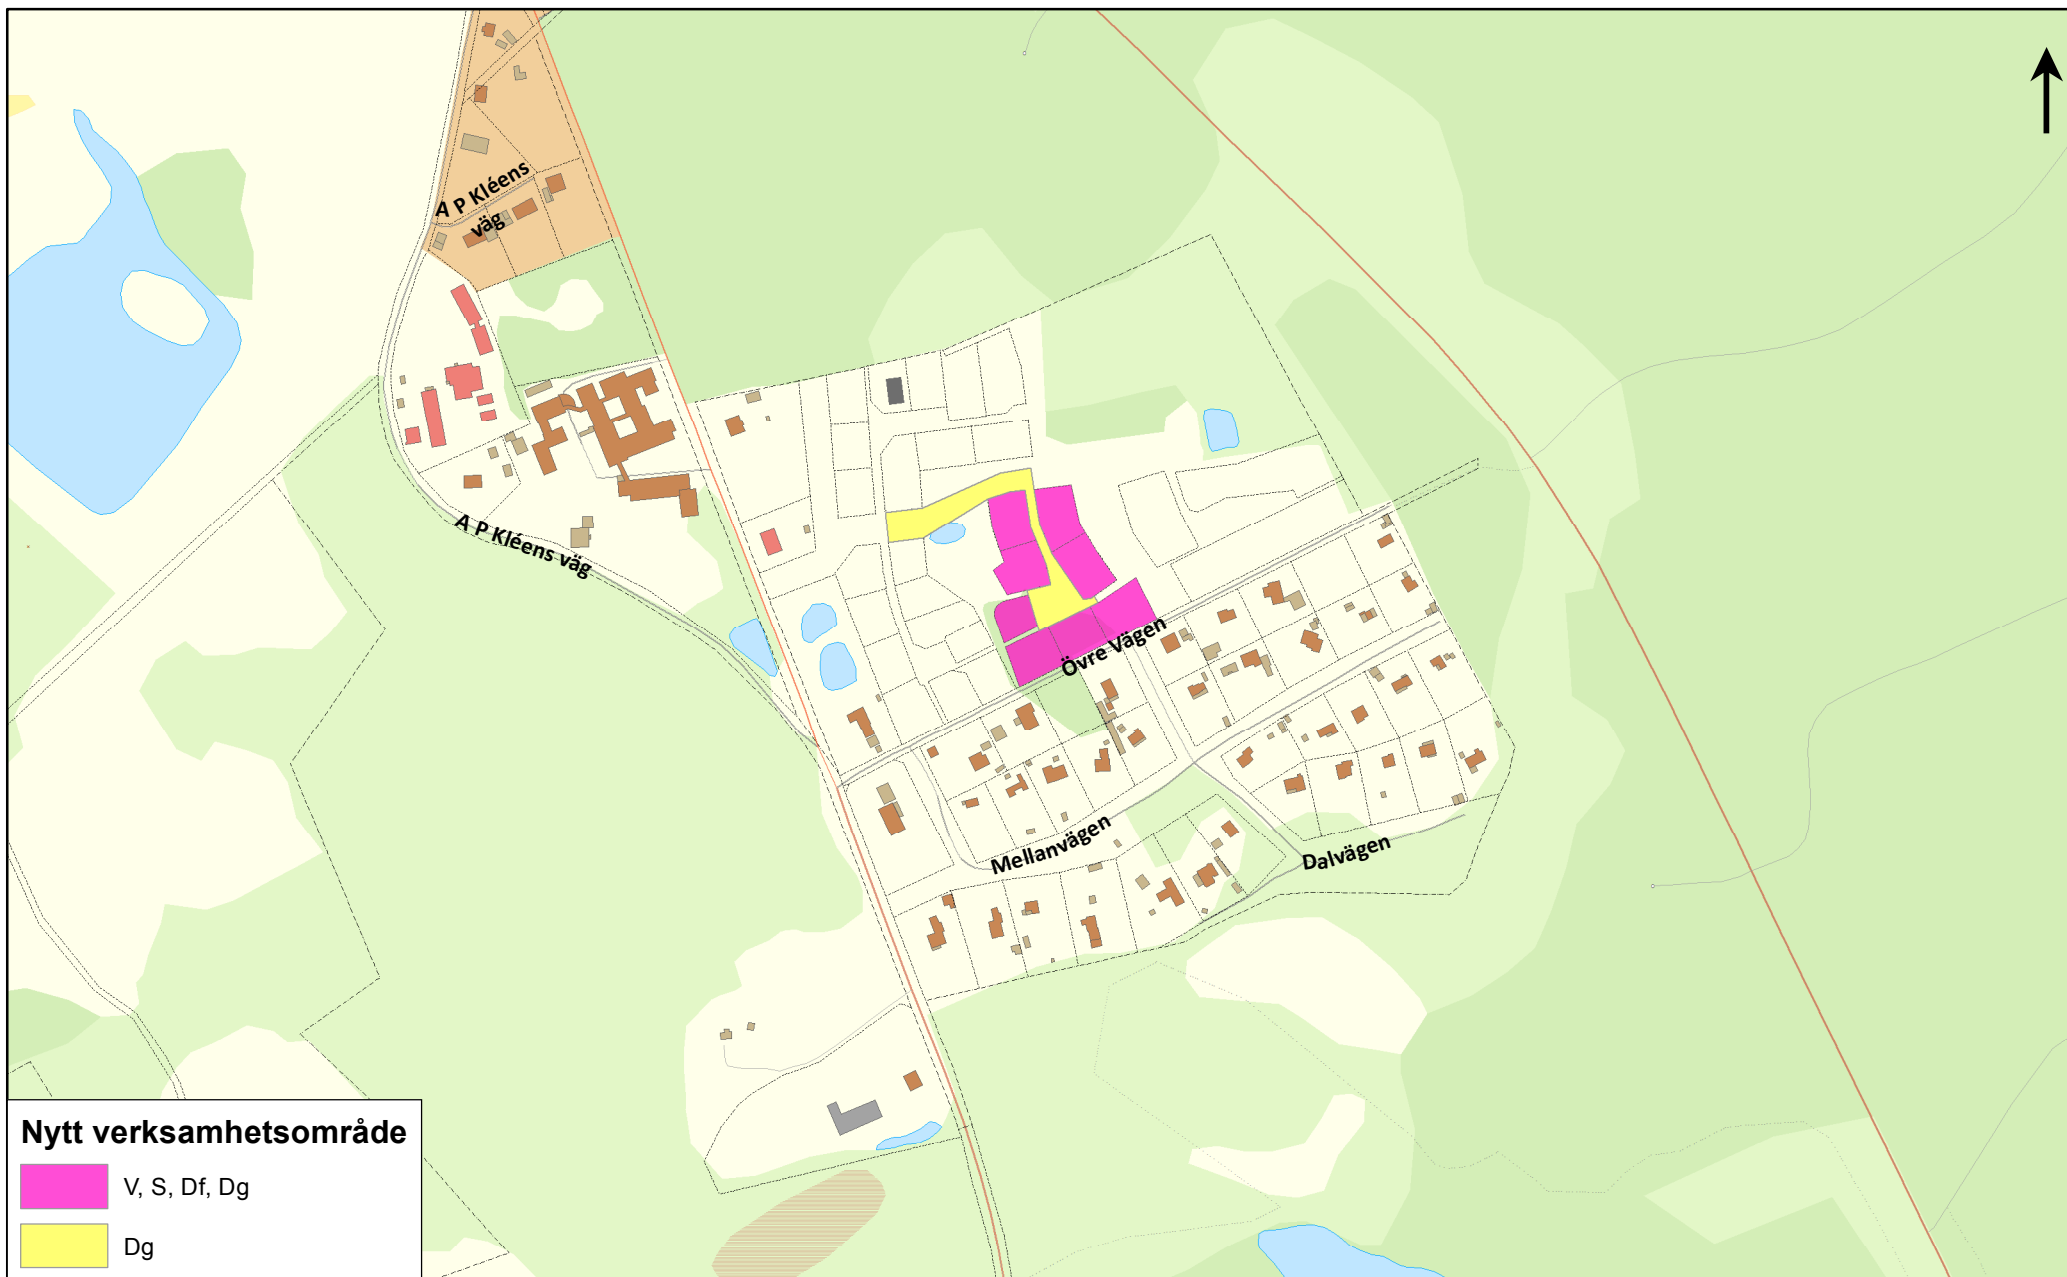 A P Kléens
väg
A P Kléens väg
Övre Vägen
Mellanvägen
Dalvägen
Nytt verksamhetsområde
V, S, Df, Dg
Dg